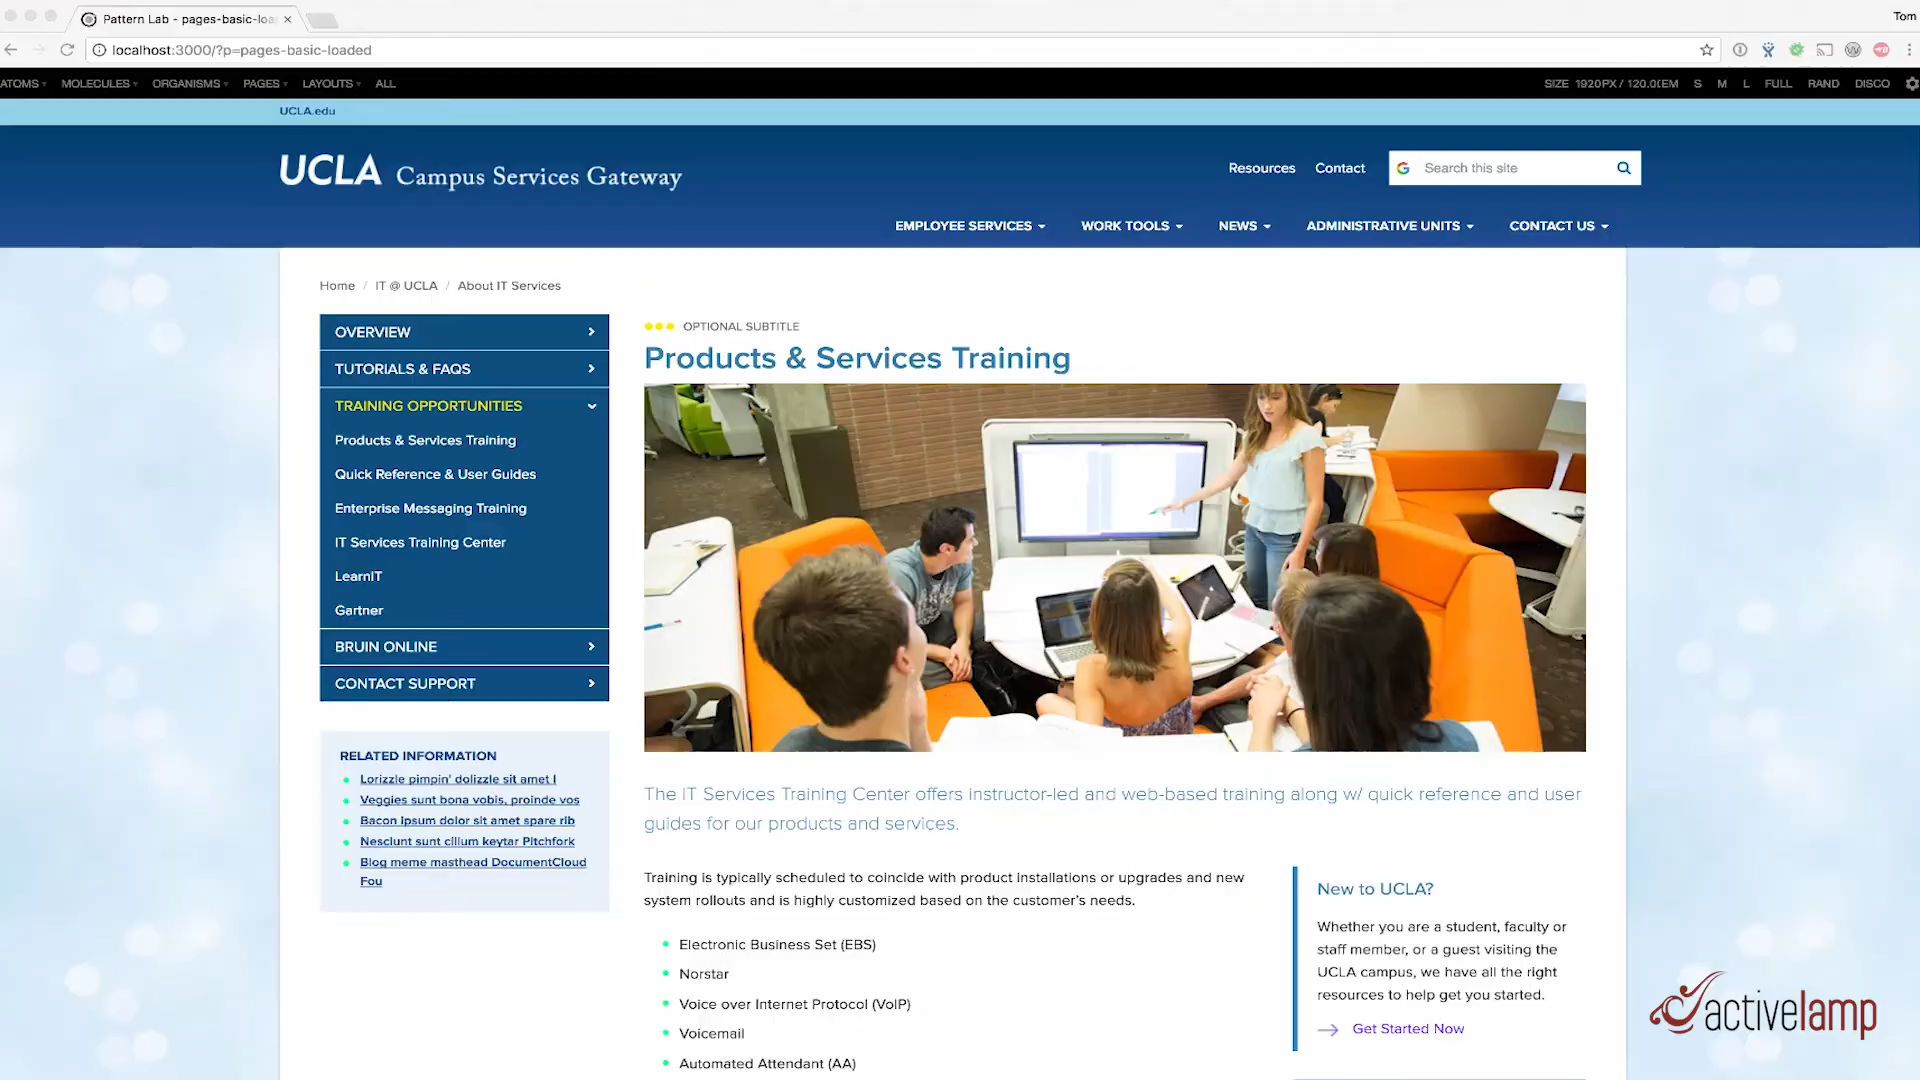 Pattern Lab - pages-basic-loa
Tom
localhost:3000/?p=pages-basic-loaded
ATOMS MOLECULES ORGANISMS PAGES LAYOUTS ALL
SIZE 1920PX / 120.0(EM S M L FULL RAND DISCO
UCLA.edu
UCLA Campus Services Gateway
Resources Contact Search this site
EMPLOYEE SERVICES WORK TOOLS NEWS ADMINISTRATIVE UNITS CONTACT US
Home / IT @ UCLA / About IT Services
OVERVIEW
TUTORIALS & FAQS
TRAINING OPPORTUNITIES
Products & Services Training
Quick Reference & User Guides
Enterprise Messaging Training
IT Services Training Center
LearnIT
Gartner
BRUIN ONLINE
CONTACT SUPPORT
RELATED INFORMATION
Lorizzle pimpin' dolizzle sit amet l
Veggies sunt bona vobis, proinde vos
Bacon ipsum dolor sit amet spare rib
Nesciunt sunt cillum keytar Pitchfork
Blog meme masthead DocumentCloud
Fou
OPTIONAL SUBTITLE
Products & Services Training
The IT Services Training Center offers instructor-led and web-based training along w/ quick reference and user
guides for our products and services.
Training is typically scheduled to coincide with product installations or upgrades and new
system rollouts and is highly customized based on the customer's needs.
Electronic Business Set (EBS)
Norstar
Voice over Internet Protocol (VoIP)
Voicemail
Automated Attendant (AA)
New to UCLA?
Whether you are a student, faculty or
staff member, or a guest visiting the
UCLA campus, we have all the right
resources to help get you started.
Get Started Now
activelamp